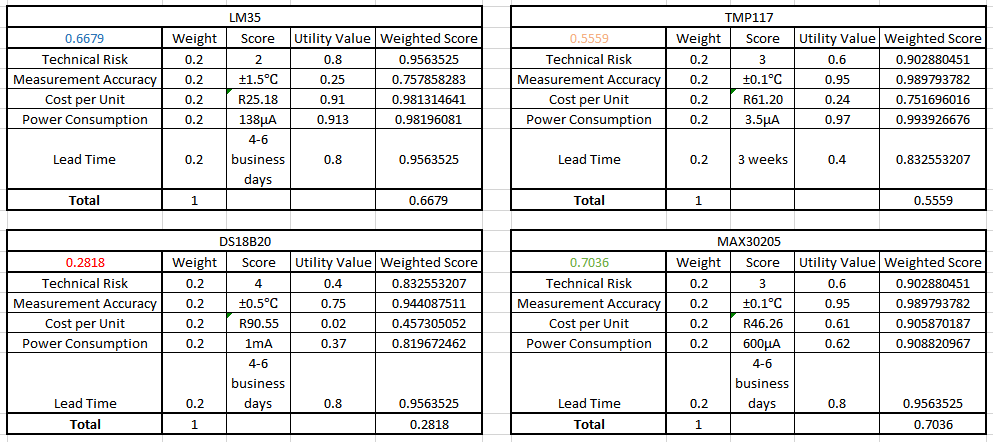 LM35
0.6679 Weight Score Utility Value Weighted Score
Technical Risk 0.2 2 0.8 0.9563525
Measurement Accuracy 0.2 ±1.5°C 0.25 0.757858283
Cost per Unit 0.2 R25.18 0.91 0.981314641
Power Consumption 0.2 138µA 0.913 0.98196081
4-6
Lead Time 0.2 business 0.8 0.9563525
days
Total 1 0.6679
TMP117
0.5559 Weight Score Utility Value Weighted Score
Technical Risk 0.2 3 0.6 0.902880451
Measurement Accuracy 0.2 ±0.1°C 0.95 0.989793782
Cost per Unit 0.2 R61.20 0.24 0.751696016
Power Consumption 0.2 3.5µA 0.97 0.993926676
Lead Time 0.2 3 weeks 0.4 0.832553207
Total 1 0.5559
DS18B20
0.2818 Weight Score Utility Value Weighted Score
Technical Risk 0.2 4 0.4 0.832553207
Measurement Accuracy 0.2 ±0.5°C 0.75 0.944087511
Cost per Unit 0.2 R90.55 0.02 0.457305052
Power Consumption 0.2 1mA 0.37 0.819672462
4-6
business
Lead Time 0.2 days 0.8 0.9563525
Total 1 0.2818
MAX30205
0.7036 Weight Score Utility Value Weighted Score
Technical Risk 0.2 3 0.6 0.902880451
Measurement Accuracy 0.2 ±0.1°C 0.95 0.989793782
Cost per Unit 0.2 R46.26 0.61 0.905870187
Power Consumption 0.2 600µA 0.62 0.908820967
4-6
business
Lead Time 0.2 days 0.8 0.9563525
Total 1 0.7036